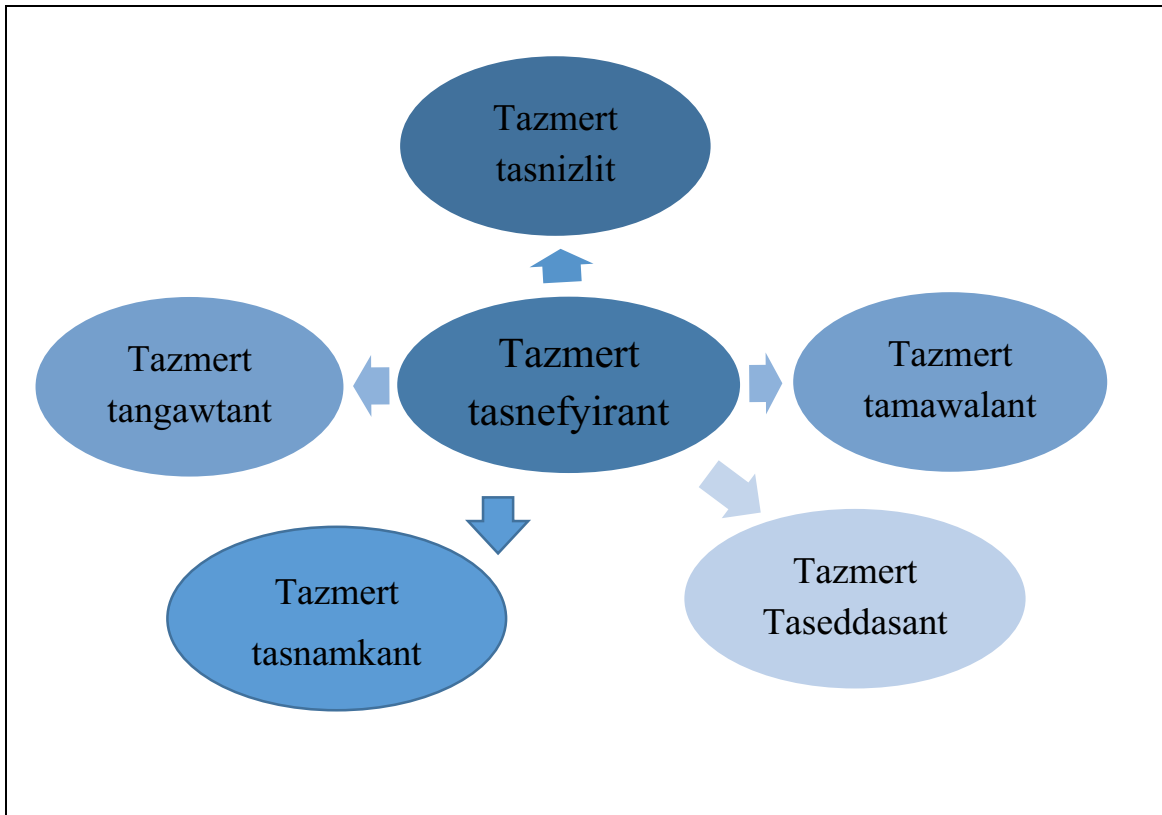 Tazmert
tasnizlit
Tazmert
tangawtant
Tazmert
tasnefyirant
Tazmert
tamawalant
Tazmert
tasnamkant
Tazmert
Taseddasant